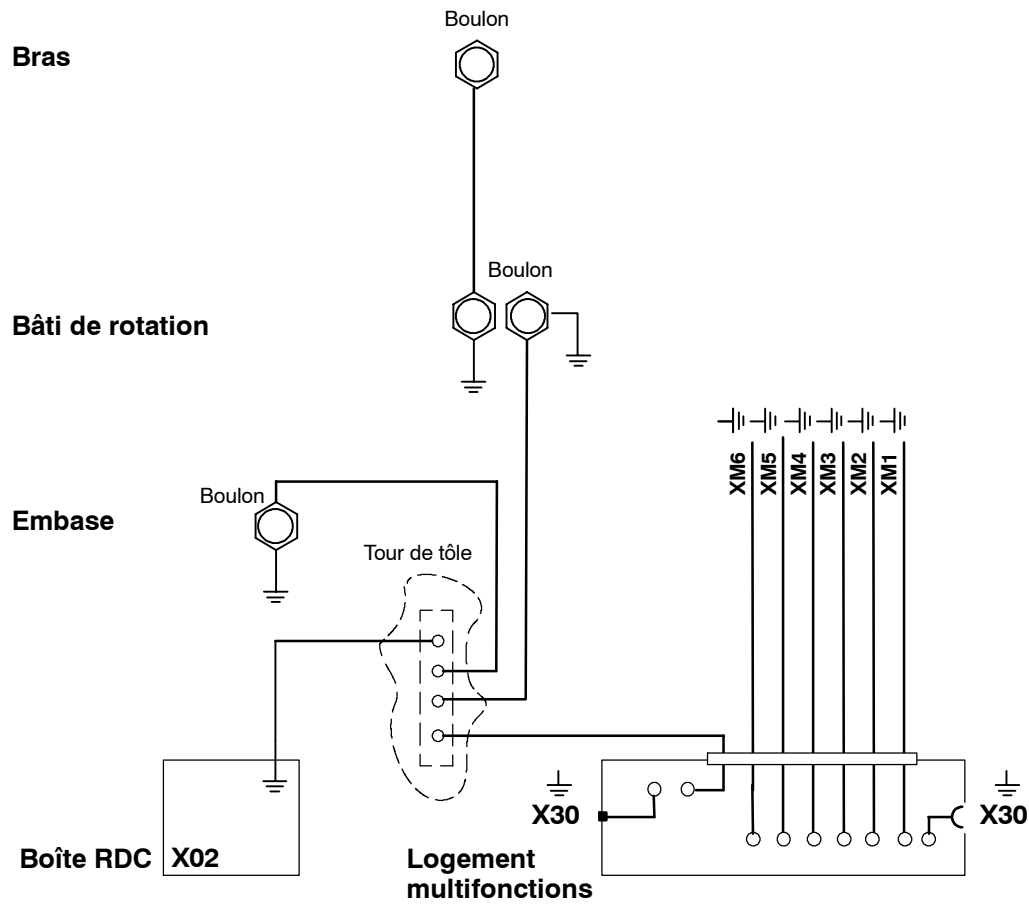 Boulon
Bras
Boulon
Bâti de rotation
XM6
XM5
XM4
XM3
XM2
XM1
Boulon
Embase
Tour de tôle
X30
X30
Boîte RDC
X02
Logement
multifonctions